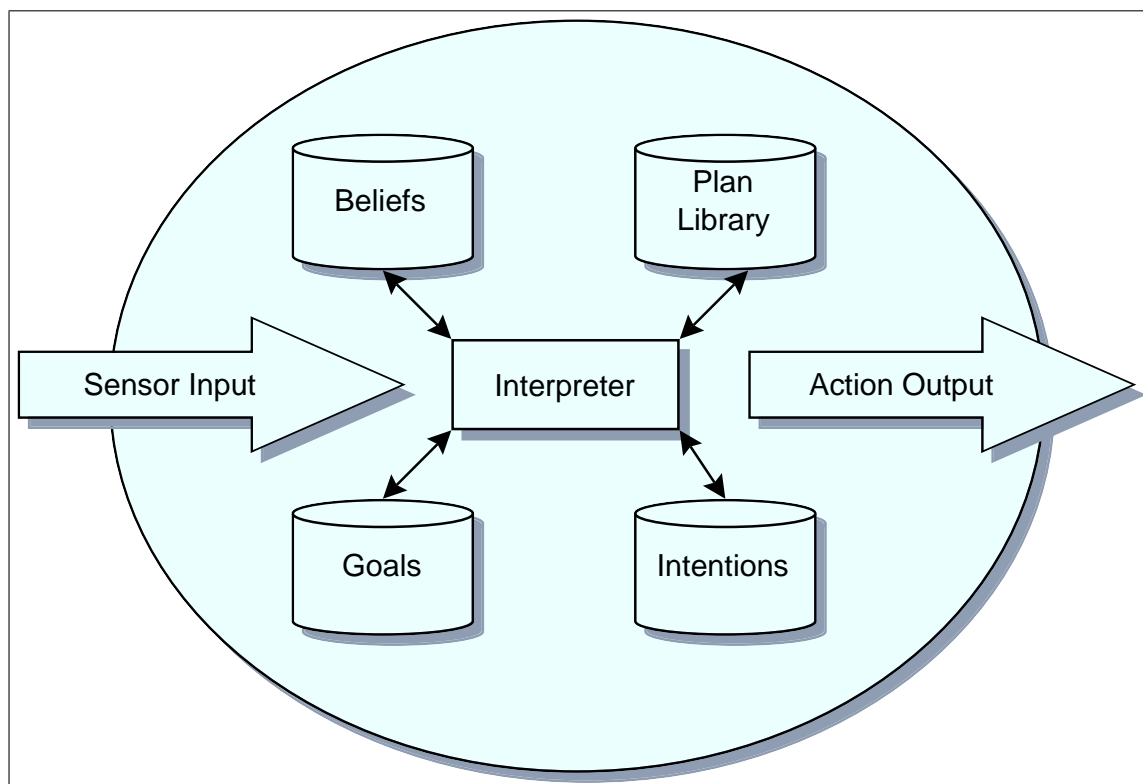 Beliefs
Plan
Library
Sensor Input
Interpreter
Action Output
Goals
Intentions